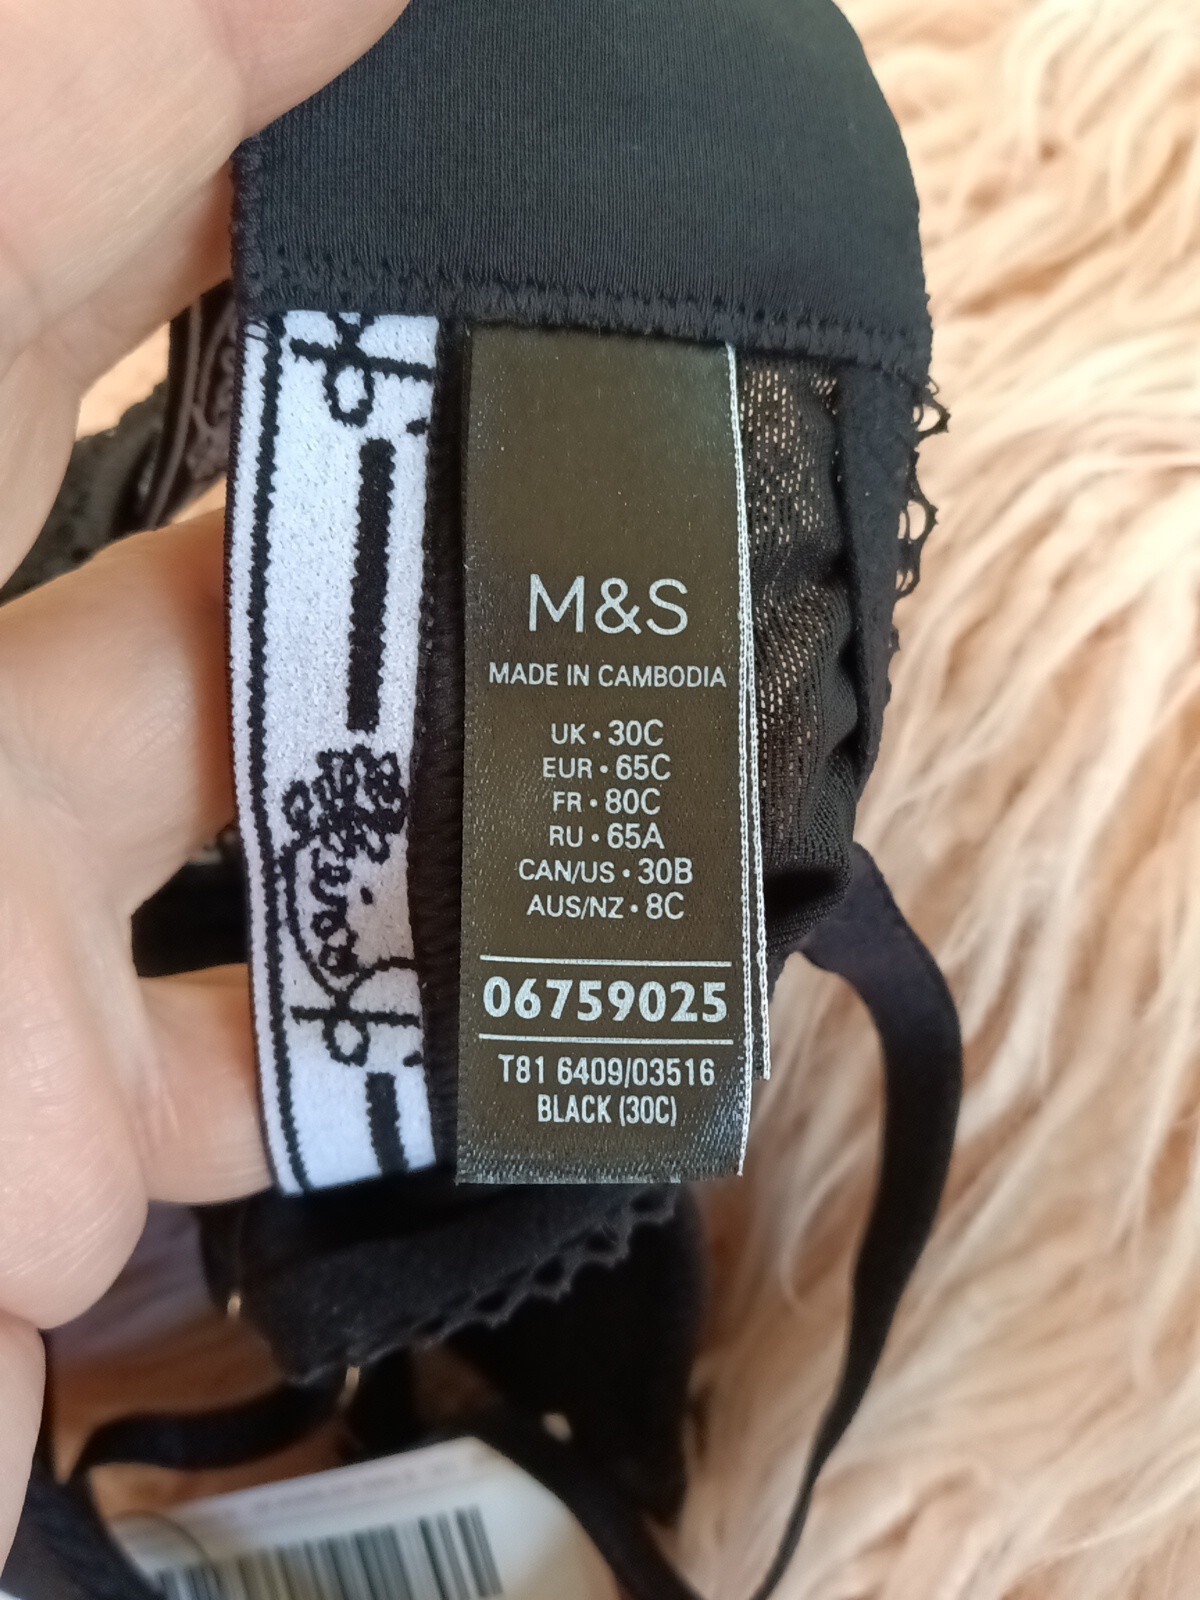 M&S
MADE IN CAMBODIA
UK • 30C
EUR • 65C
FR • 80C
RU • 65A
CAN/US • 30B
AUS/NZ • 8C
06759025
T81 6409/03516
BLACK (30C)